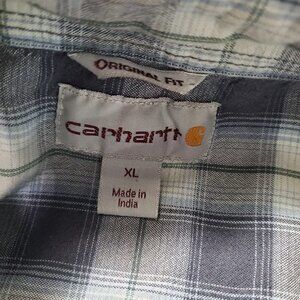 ORIGINAL FIT
carhartt
XL
Made in
India